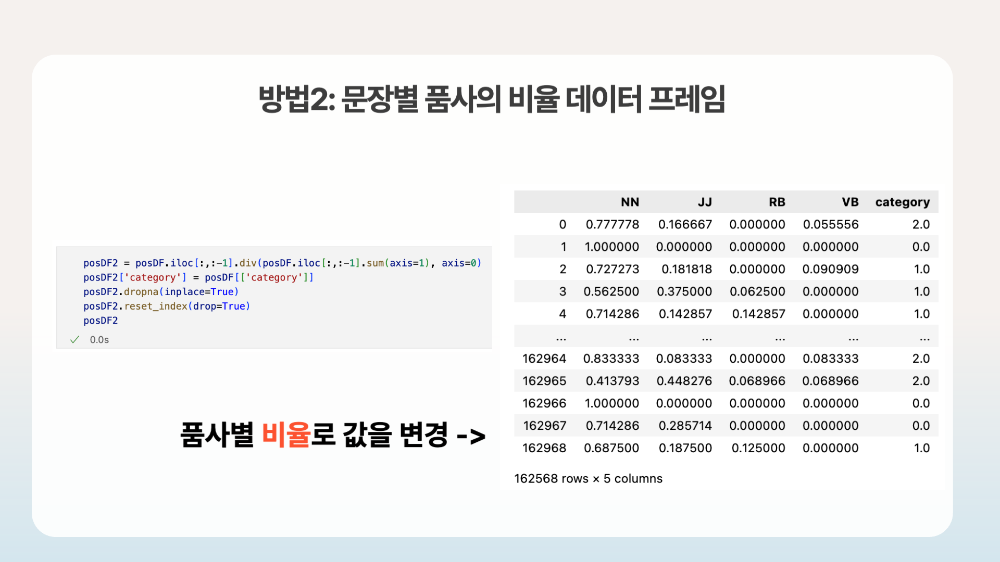 방법2: 문장별 품사의 비율 데이터 프레임
posDF2 = posDF.iloc[:,:-1].div(posDF.iloc[:,:-1].sum(axis=1), axis=0)
posDF2['category'] = posDF[['category']]
posDF2.dropna(inplace=True)
posDF2.reset_index(drop=True)
posDF2
✓ 0.0s
품사별 비율로 값을 변경 ->
NN JJ RB VB category
0 0.777778 0.166667 0.000000 0.055556 2.0
1 1.000000 0.000000 0.000000 0.000000 0.0
2 0.727273 0.181818 0.000000 0.090909 1.0
3 0.562500 0.375000 0.062500 0.000000 1.0
4 0.714286 0.142857 0.142857 0.000000 1.0
... ... ... ... ... ...
162964 0.833333 0.083333 0.000000 0.083333 2.0
162965 0.413793 0.448276 0.068966 0.068966 2.0
162966 1.000000 0.000000 0.000000 0.000000 0.0
162967 0.714286 0.285714 0.000000 0.000000 0.0
162968 0.687500 0.187500 0.125000 0.000000 1.0
162568 rows × 5 columns